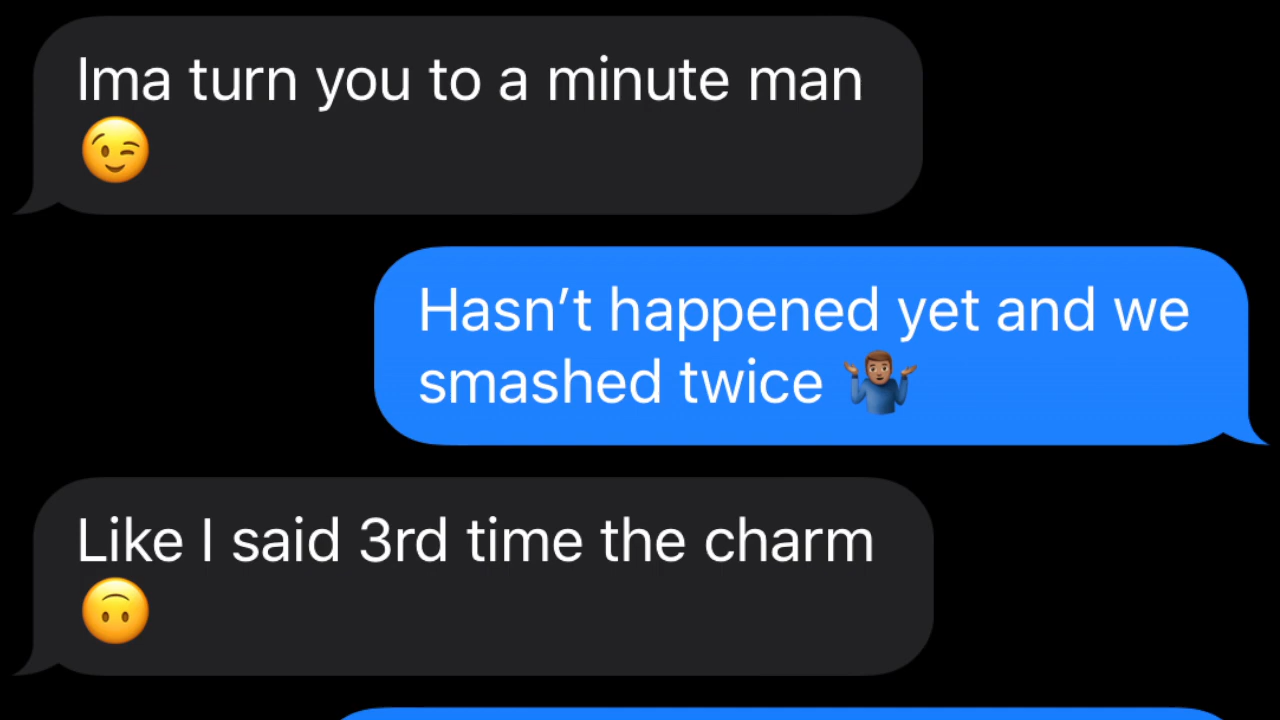 Ima turn you to a minute man
😉
Hasn’t happened yet and we
smashed twice 🤷🏽‍♂️
Like I said 3rd time the charm
🙃